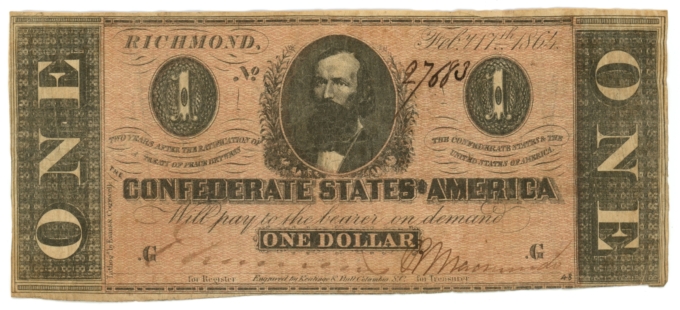 ONE
RICHMOND,
Feby. 17th 1864.
No
27683
1
1
TWO YEARS AFTER THE RATIFICATION OF
A TREATY OF PEACE BETWEEN
THE CONFEDERATE STATES & THE
UNITED STATES OF AMERICA,
THE
CONFEDERATE STATES OF AMERICA
Will pay to the bearer on demand
ONE DOLLAR
G
G
for Register
Engraved by Keatinge & Ball Columbia, S.C.
for Treasurer
ONE